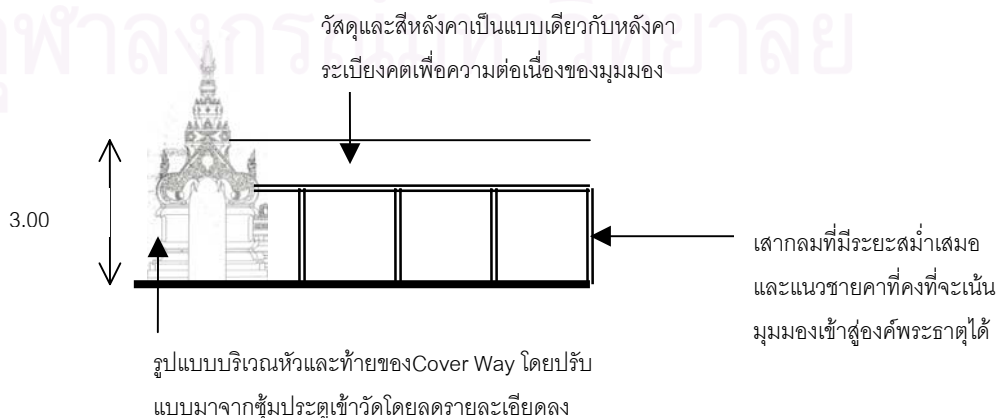 วัสดุและสีหลังคาเป็นแบบเดียวกับหลังคา
ระเบียงคตเพื่อความต่อเนื่องของมุมมอง
3.00
เสากลมที่มีระยะสม่ำเสมอ
และแนวชายคาที่คงที่จะเน้น
มุมมองเข้าสู่องค์พระธาตุได้
รูปแบบบริเวณหัวและท้ายของCover Way โดยปรับ
แบบมาจากซุ้มประตูเข้าวัดโดยลดรายละเอียดลง